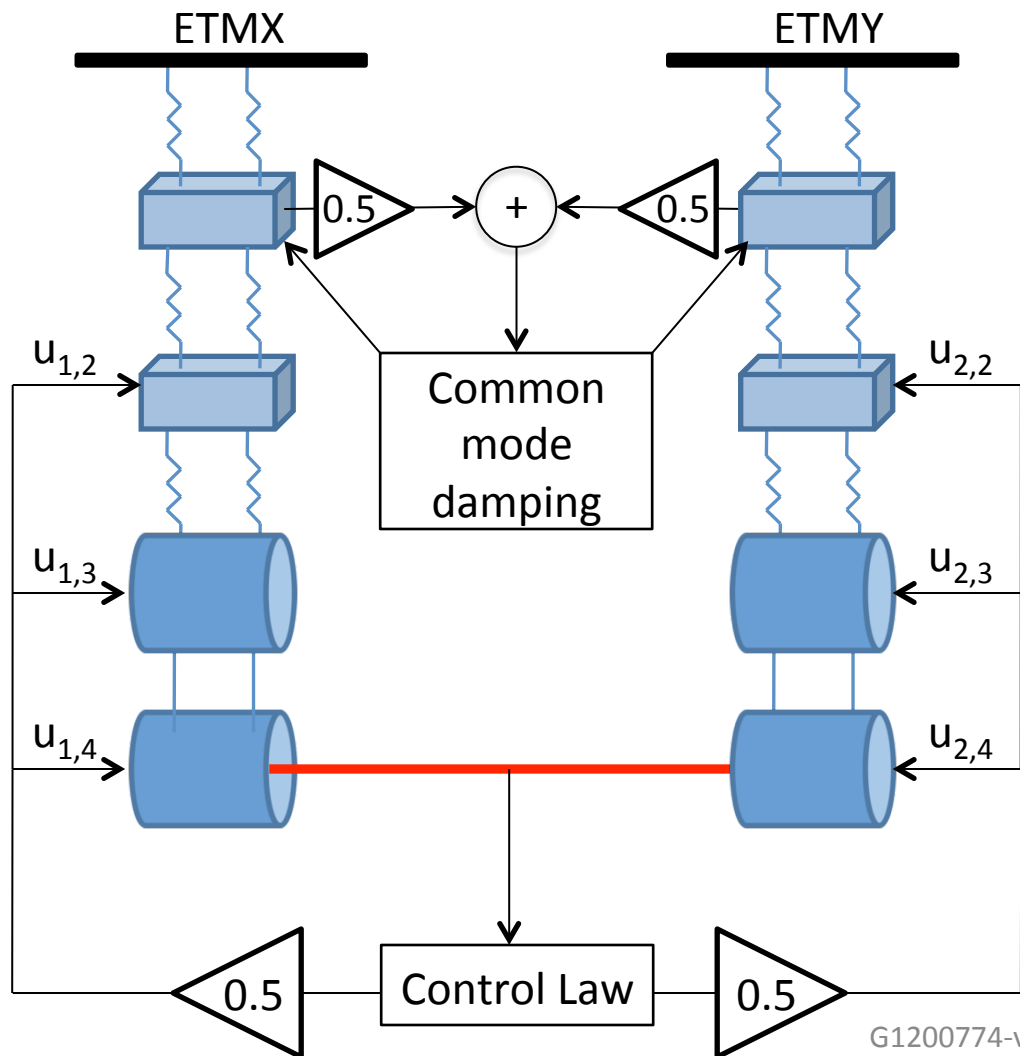 ETMX
ETMY
0.5
+
0.5
u1,2
u2,2
Common
mode
damping
u1,3
u2,3
u1,4
u2,4
0.5
Control Law
0.5
G1200774-v